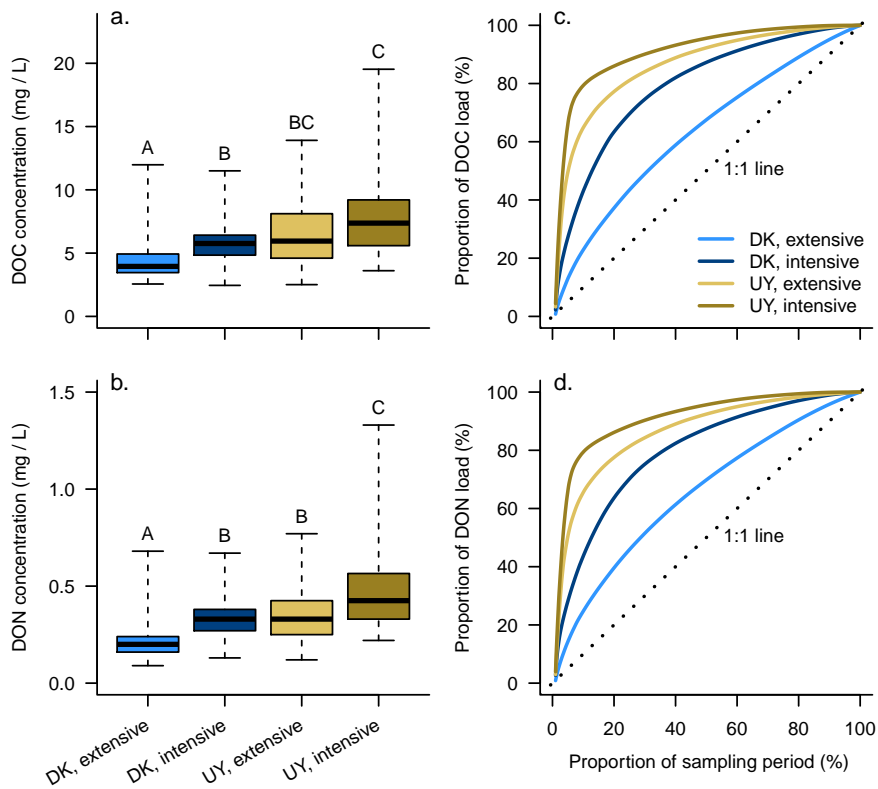 a.
DOC concentration (mg / L)
20
15
10
5
0
A
B
BC
C
b.
DON concentration (mg / L)
1.5
1.0
0.5
0.0
A
B
B
C
DK, extensive
DK, intensive
UY, extensive
UY, intensive
c.
Proportion of DOC load (%)
100
80
60
40
20
0
1:1 line
DK, extensive
DK, intensive
UY, extensive
UY, intensive
d.
Proportion of DON load (%)
100
80
60
40
20
0
1:1 line
0 20 40 60 80 100
Proportion of sampling period (%)